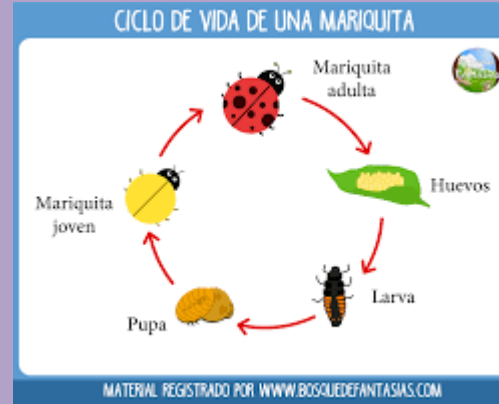 CICLO DE VIDA DE UNA MARIQUITA
Mariquita
adulta
Huevos
Larva
Pupa
Mariquita
joven
MATERIAL REGISTRADO POR WWW.BOSQUEDEFANTASIAS.COM